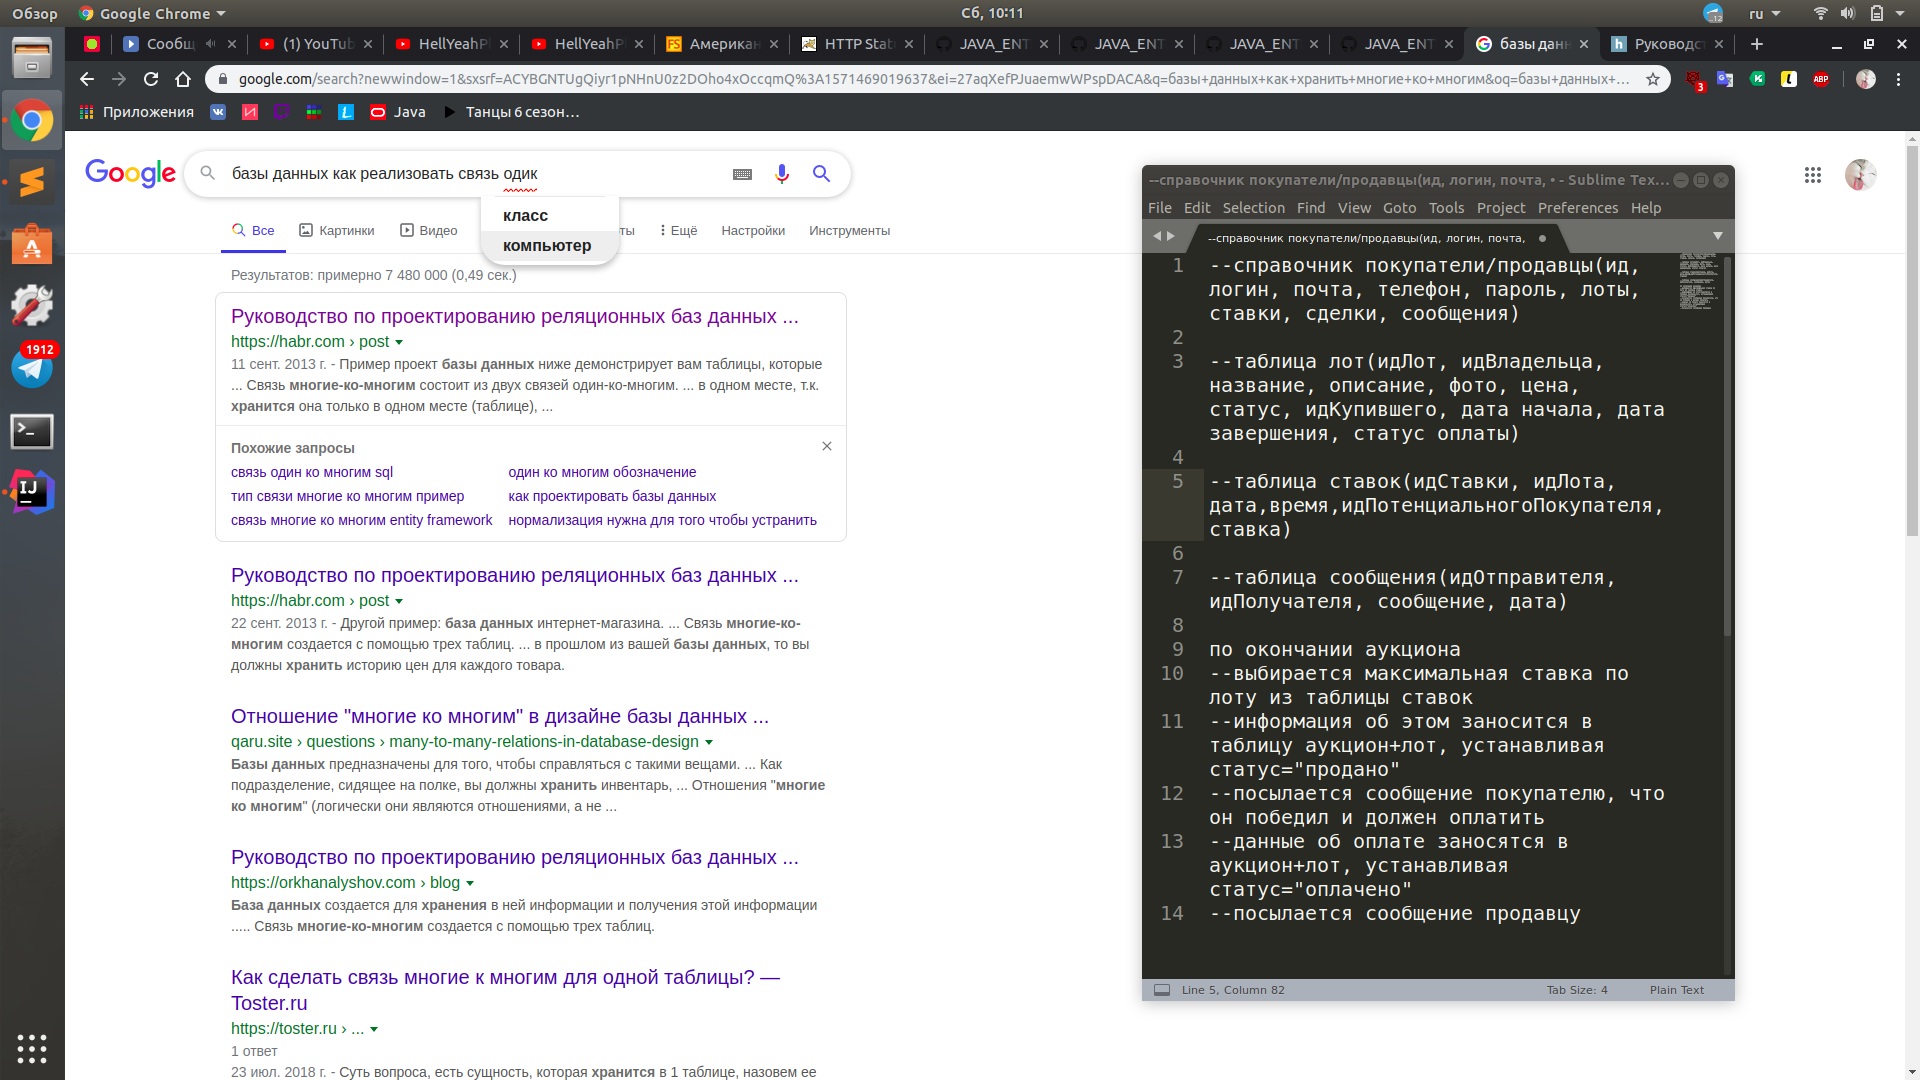 Обзор
Google Chrome
Сб, 10:11
12
ru
Сообщ
(1) YouTub
HellYeahPl
HellYeahPl
Американ
HTTP Stat
JAVA_ENT
JAVA_ENT
JAVA_ENT
JAVA_ENT
базы данн
Руководст
google.com/search?newwindow=1&sxsrf=ACYBGNTUgQiyr1pNHnU0z2DOho4xOccqmQ%3A1571469019637&ei=27aqXefPJuaemwWPspDACA&q=базы+данных+как+хранить+многие+ко+многим&oq=базы+данных+...
3
ABP
Приложения
Java
Танцы 6 сезон...
Google
базы данных как реализовать связь одик
класс
компьютер
Все
Картинки
Видео
ты
Ещё
Настройки
Инструменты
Результатов: примерно 7 480 000 (0,49 сек.)
Руководство по проектированию реляционных баз данных ...
https://habr.com › post
11 сент. 2013 г. - Пример проект базы данных ниже демонстрирует вам таблицы, которые
... Связь многие-ко-многим состоит из двух связей один-ко-многим. ... в одном месте, т.к.
хранится она только в одном месте (таблице), ...
Похожие запросы
связь один ко многим sql
один ко многим обозначение
тип связи многие ко многим пример
как проектировать базы данных
связь многие ко многим entity framework
нормализация нужна для того чтобы устранить
Руководство по проектированию реляционных баз данных ...
https://habr.com › post
22 сент. 2013 г. - Другой пример: база данных интернет-магазина. ... Связь многие-ко-
многим создается с помощью трех таблиц. ... в прошлом из вашей базы данных, то вы
должны хранить историю цен для каждого товара.
Отношение "многие ко многим" в дизайне базы данных ...
qaru.site › questions › many-to-many-relations-in-database-design
Базы данных предназначены для того, чтобы справляться с такими вещами. ... Как
подразделение, сидящее на полке, вы должны хранить инвентарь, ... Отношения "многие
ко многим" (логически они являются отношениями, а не ...
Руководство по проектированию реляционных баз данных ...
https://orkhanalyshov.com › blog
База данных создается для хранения в ней информации и получения этой информации
..... Связь многие-ко-многим создается с помощью трех таблиц.
Как сделать связь многие к многим для одной таблицы? —
Toster.ru
https://toster.ru › ...
1 ответ
23 июл. 2018 г. - Суть вопроса, есть сущность, которая хранится в 1 таблице, назовем ее
1912
--справочник покупатели/продавцы(ид, логин, почта, • - Sublime Tex...
File Edit Selection Find View Goto Tools Project Preferences Help
--справочник покупатели/продавцы(ид, логин, почта,
1 --справочник покупатели/продавцы(ид,
логин, почта, телефон, пароль, лоты,
ставки, сделки, сообщения)
2
3 --таблица лот(идЛот, идВладельца,
название, описание, фото, цена,
статус, идКупившего, дата начала, дата
завершения, статус оплаты)
4
5 --таблица ставок(идСтавки, идЛота,
дата,время,идПотенциальногоПокупателя,
ставка)
6
7 --таблица сообщения(идОтправителя,
идПолучателя, сообщение, дата)
8
9 по окончании аукциона
10 --выбирается максимальная ставка по
лоту из таблицы ставок
11 --информация об этом заносится в
таблицу аукцион+лот, устанавливая
статус="продано"
12 --посылается сообщение покупателю, что
он победил и должен оплатить
13 --данные об оплате заносятся в
аукцион+лот, устанавливая
статус="оплачено"
14 --посылается сообщение продавцу
Line 5, Column 82
Tab Size: 4
Plain Text